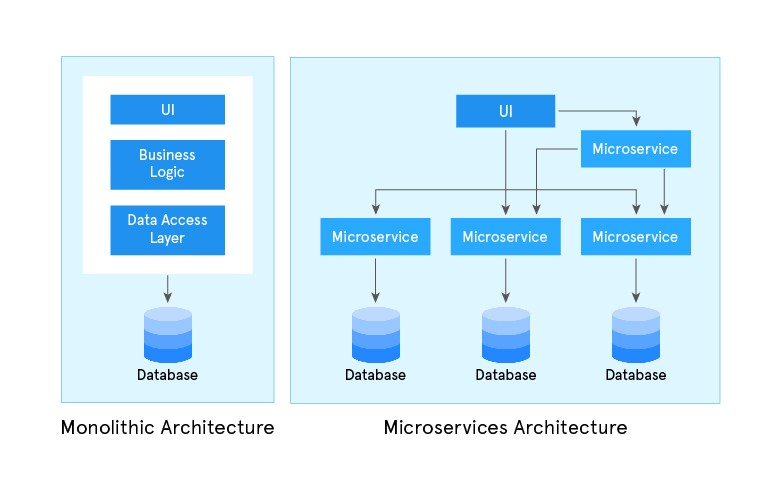 UI
Business
Logic
Data Access
Layer
Database
Monolithic Architecture
UI
Microservice
Microservice
Microservice
Microservice
Database
Database
Database
Microservices Architecture